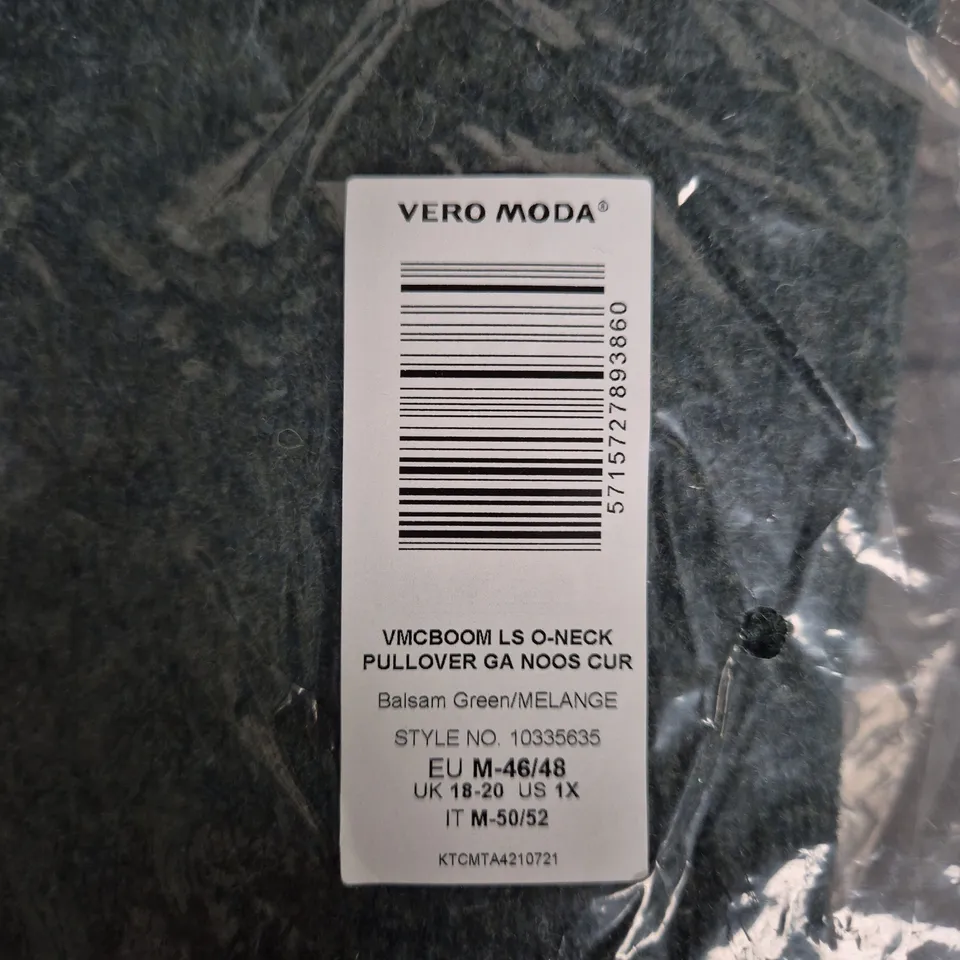 VERO MODA®
5715727893860
VMCBOOM LS O-NECK
PULLOVER GA NOOS CUR
Balsam Green/MELANGE
STYLE NO. 10335635
EU M-46/48
UK 18-20 US 1X
IT M-50/52
KTCMTA4210721